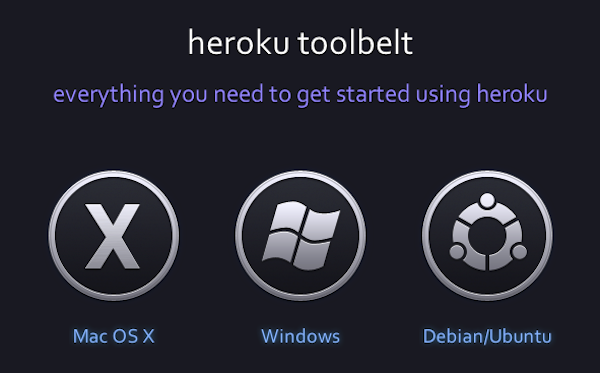 heroku toolbelt
everything you need to get started using heroku
X
Mac OS X
Windows
Debian/Ubuntu